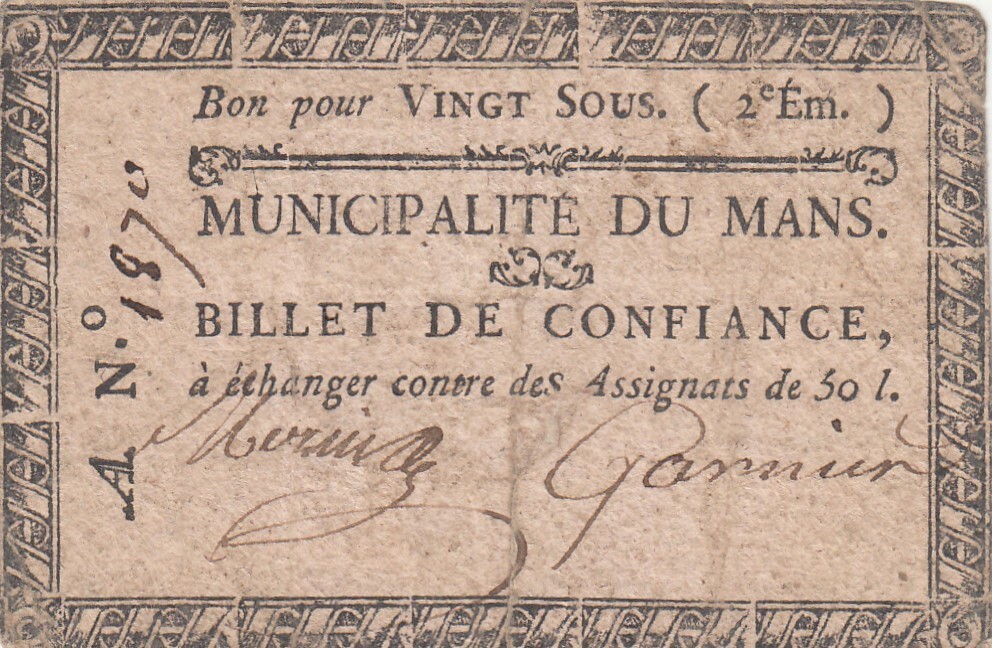 Bon pour VINGT SOUS. ( 2e Ém. )
MUNICIPALITÉ DU MANS.
BILLET DE CONFIANCE,
à échanger contre des Assignats de 50 l.
A N.o 1870
Morin
Garnier